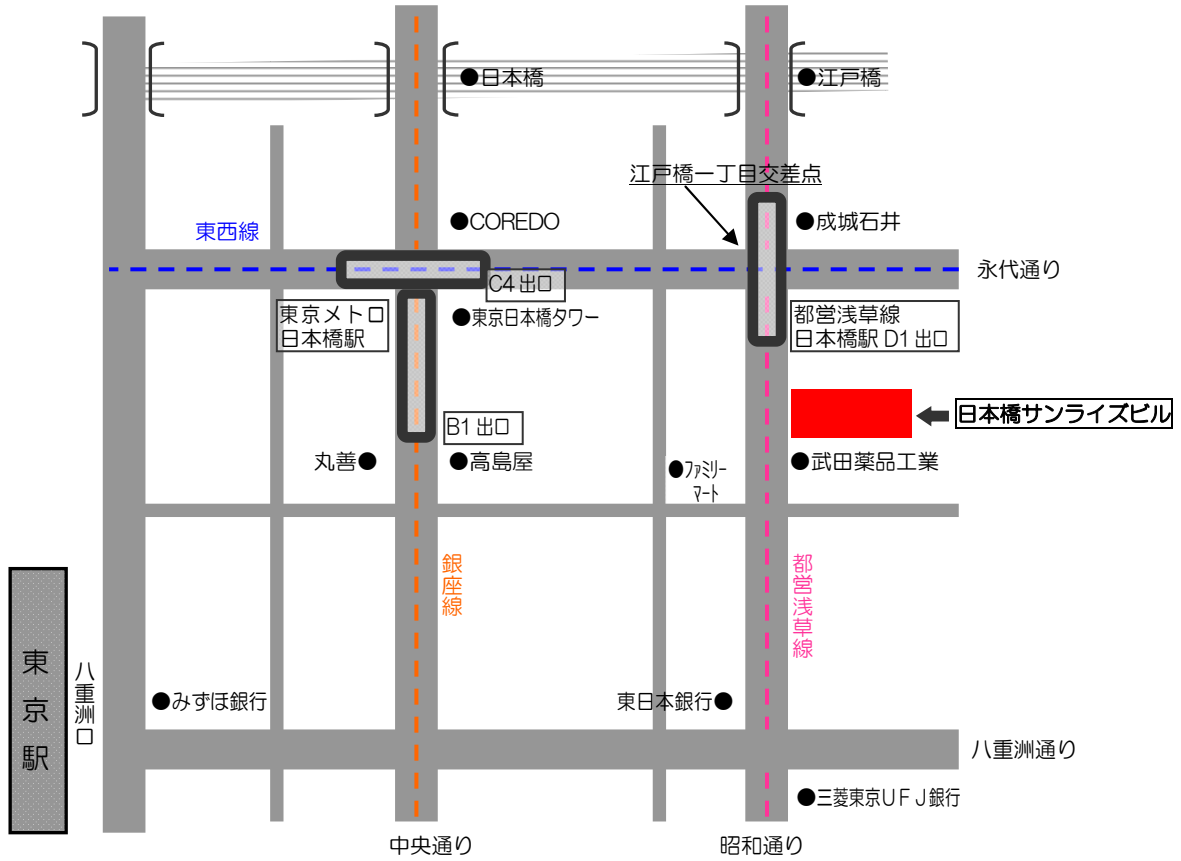 ●日本橋
●江戸橋
江戸橋一丁目交差点
東西線
●COREDO
●成城石井
永代通り
C4出口
東京メトロ
日本橋駅
●東京日本橋タワー
都営浅草線
日本橋駅 D1 出口
日本橋サンライズビル
B1 出口
丸善●
●高島屋
●ファミリー
マート
●武田薬品工業
銀座線
都営浅草線
東京駅
八重洲口
●みずほ銀行
東日本銀行●
八重洲通り
●三菱東京UFJ銀行
中央通り
昭和通り